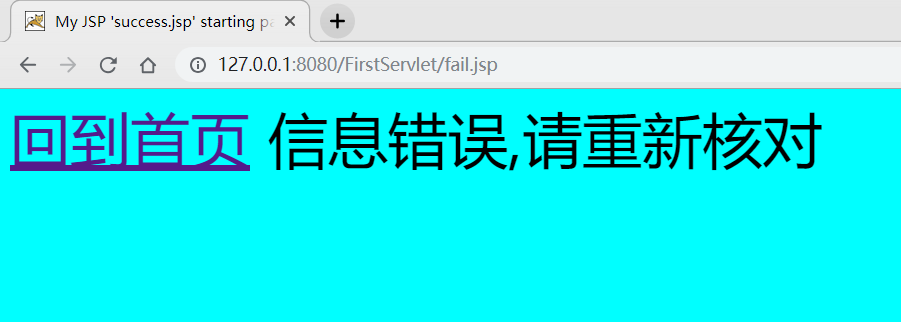 My JSP 'success.jsp' starting pa
127.0.0.1:8080/FirstServlet/fail.jsp
回到首页 信息错误,请重新核对